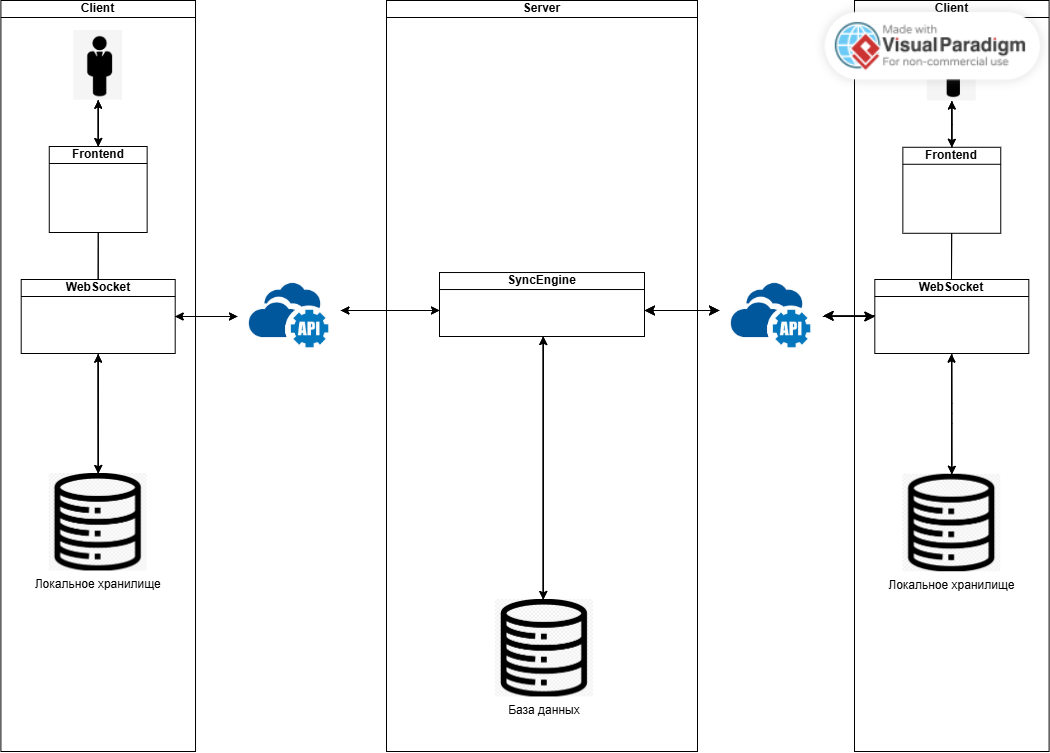 Client
Server
Client
Made with
Visual Paradigm
For non-commercial use
Frontend
Frontend
WebSocket
SyncEngine
WebSocket
API
API
Локальное хранилище
Локальное хранилище
База данных